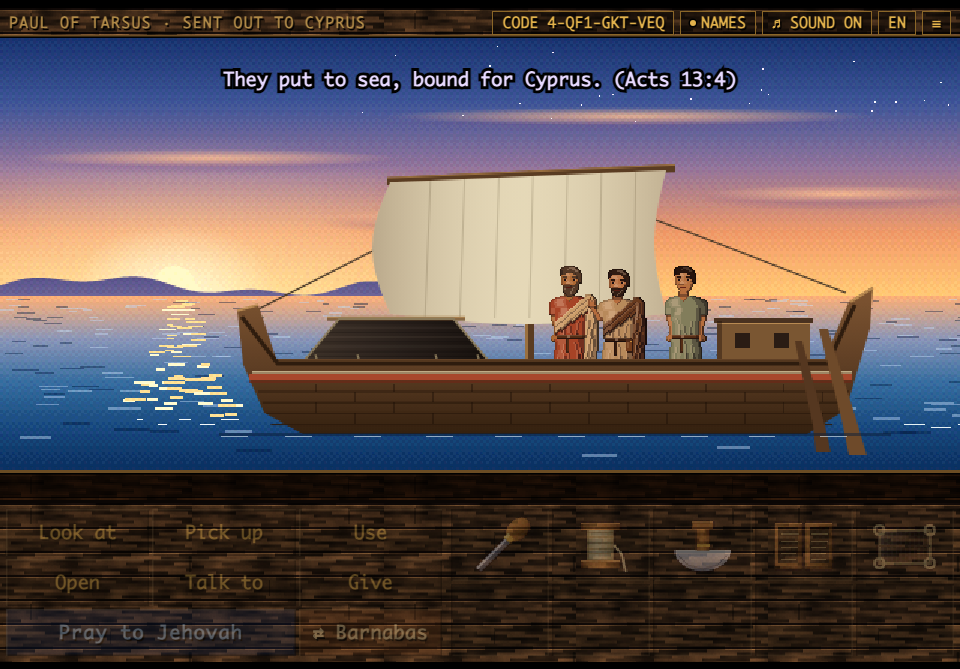 PAUL OF TARSUS · SENT OUT TO CYPRUS
CODE 4-QF1-GKT-VEQ
• NAMES
♬ SOUND ON
EN
≡
They put to sea, bound for Cyprus. (Acts 13:4)
Look at
Pick up
Use
Open
Talk to
Give
Pray to Jehovah
⇄ Barnabas